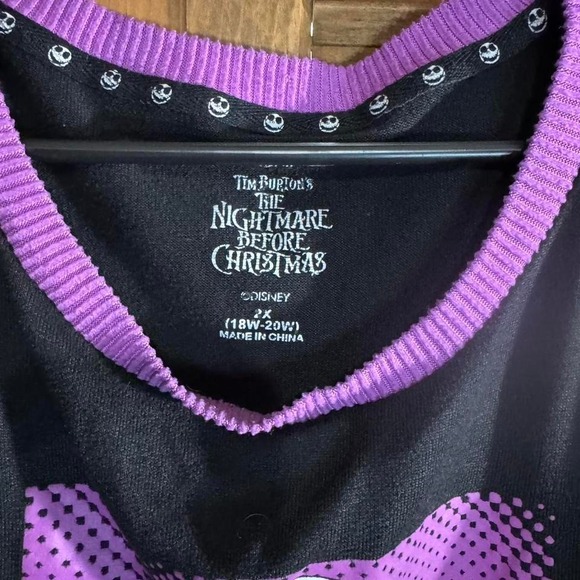 TIM BURTON'S
THE
NIGHTMARE
BEFORE
CHRISTMAS
©DISNEY
2X
(18W-20W)
MADE IN CHINA